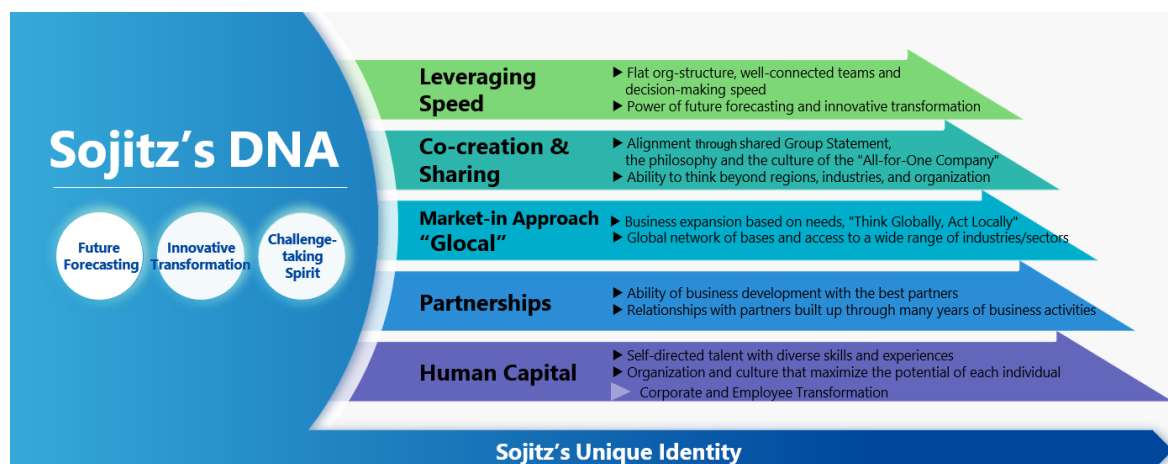 Sojitz's DNA
Future
Forecasting
Innovative
Transformation
Challenge-
taking
Spirit
Leveraging
Speed
▶ Flat org-structure, well-connected teams and
decision-making speed
▶ Power of future forecasting and innovative transformation
Co-creation &
Sharing
▶ Alignment through shared Group Statement,
the philosophy and the culture of the "All-for-One Company"
▶ Ability to think beyond regions, industries, and organization
Market-in Approach
“Glocal”
▶ Business expansion based on needs, "Think Globally, Act Locally"
▶ Global network of bases and access to a wide range of industries/sectors
Partnerships
▶ Ability of business development with the best partners
▶ Relationships with partners built up through many years of business activities
Human Capital
▶ Self-directed talent with diverse skills and experiences
▶ Organization and culture that maximize the potential of each individual
▶ Corporate and Employee Transformation
Sojitz's Unique Identity